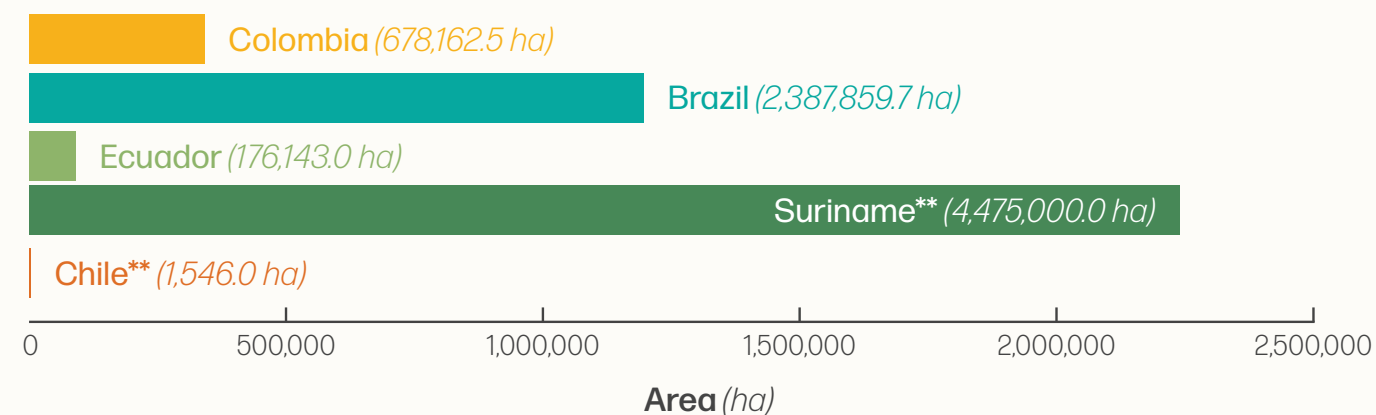 Colombia (678,162.5 ha)
Brazil (2,387,859.7 ha)
Ecuador (176,143.0 ha)
Suriname** (4,475,000.0 ha)
Chile** (1,546.0 ha)
0 500,000 1,000,000 1,500,000 2,000,000 2,500,000
Area (ha)